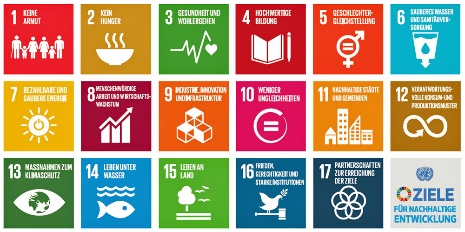 1 KEINE
ARMUT
2 KEIN
HUNGER
3 GESUNDHEIT UND
WOHLERGEHEN
4 HOCHWERTIGE
BILDUNG
5 GESCHLECHTER-
GLEICHSTELLUNG
6 SAUBERES WASSER
UND SANITÄRVER-
SORGUNG
7 BEZAHLBARE UND
SAUBERE ENERGIE
8 MENSCHENWÜRDIGE
ARBEIT UND WIRTSCHAFTS-
WACHSTUM
9 INDUSTRIE, INNOVATION
UND INFRASTRUKTUR
10 WENIGER
UNGLEICHHEITEN
11 NACHHALTIGE STÄDTE
UND GEMEINDEN
12 VERANTWORTUNGS-
VOLLE KONSUM- UND
PRODUKTIONSMUSTER
13 MASSNAHMEN ZUM
KLIMASCHUTZ
14 LEBEN UNTER
WASSER
15 LEBEN AN
LAND
16 FRIEDEN,
GERECHTIGKEIT UND
STARKE INSTITUTIONEN
17 PARTNERSCHAFTEN
ZUR ERREICHUNG
DER ZIELE
ZIELE
FÜR NACHHALTIGE
ENTWICKLUNG